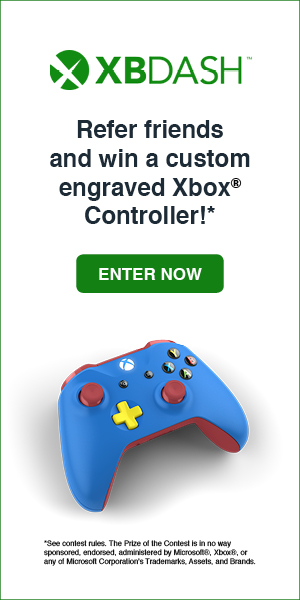 XBDASH™
Refer friends
and win a custom
engraved Xbox®
Controller!*
ENTER NOW
*See contest rules. The Prize of the Contest is in no way
sponsored, endorsed, administered by Microsoft®, Xbox®, or
any of Microsoft Corporation's Trademarks, Assets, and Brands.